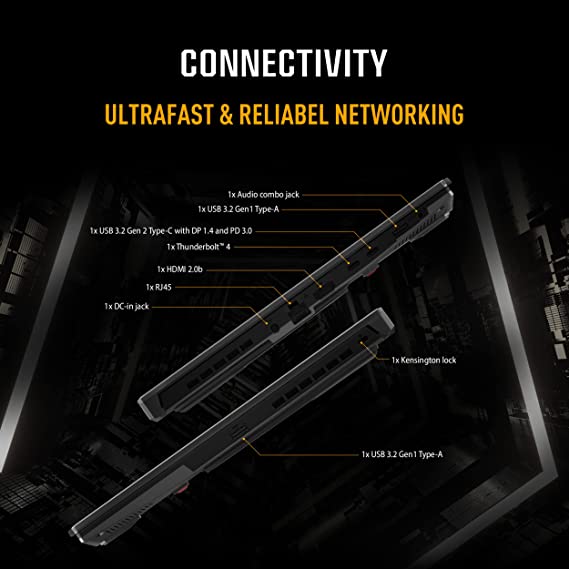 CONNECTIVITY
ULTRAFAST & RELIABEL NETWORKING
1x Audio combo jack
1x USB 3.2 Gen1 Type-A
1x USB 3.2 Gen 2 Type-C with DP 1.4 and PD 3.0
1x Thunderbolt™ 4
1x HDMI 2.0b
1x RJ45
1x DC-in jack
1x Kensington lock
1x USB 3.2 Gen1 Type-A